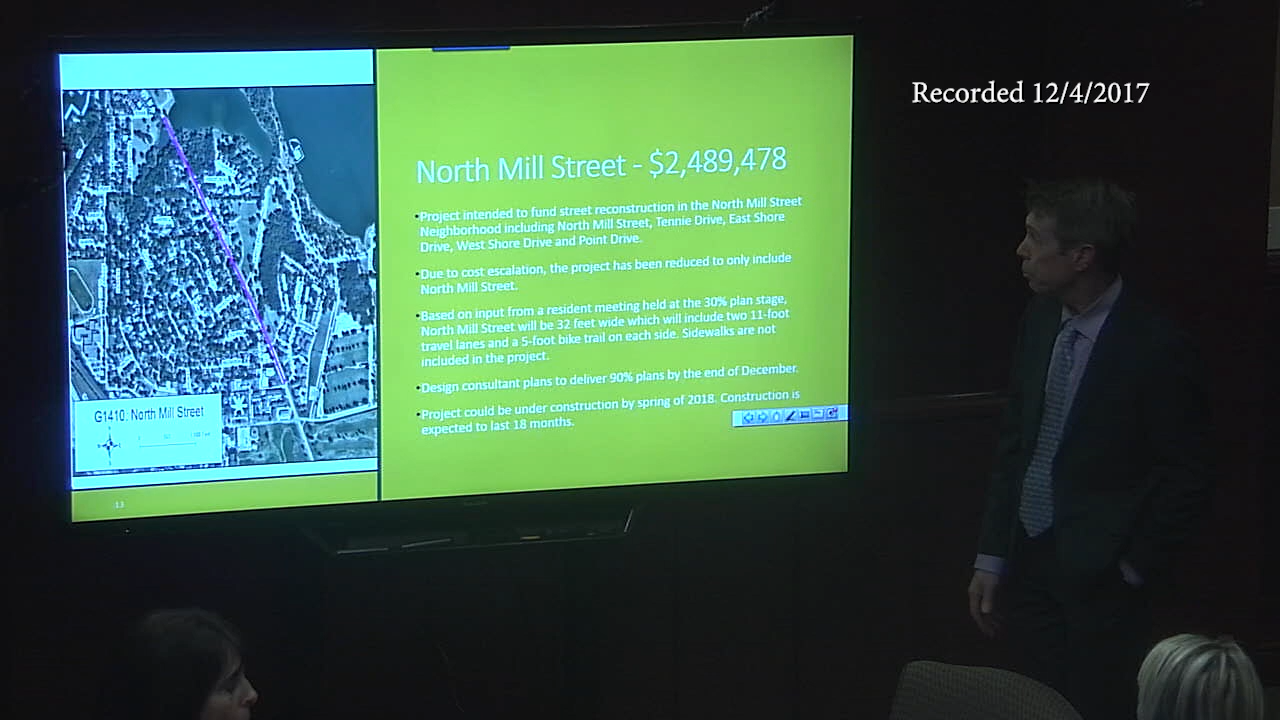 Recorded 12/4/2017
North Mill Street - $2,489,478
•Project intended to fund street reconstruction in the North Mill Street
Neighborhood including North Mill Street, Tennie Drive, East Shore
Drive, West Shore Drive and Point Drive.
•Due to cost escalation, the project has been reduced to only include
North Mill Street.
•Based on input from a resident meeting held at the 30% plan stage,
North Mill Street will be 32 feet wide which will include two 11-foot
travel lanes and a 5-foot bike trail on each side. Sidewalks are not
included in the project.
•Design consultant plans to deliver 90% plans by the end of December.
•Project could be under construction by spring of 2018. Construction is
expected to last 18 months.
G1410. North Mill Street
13